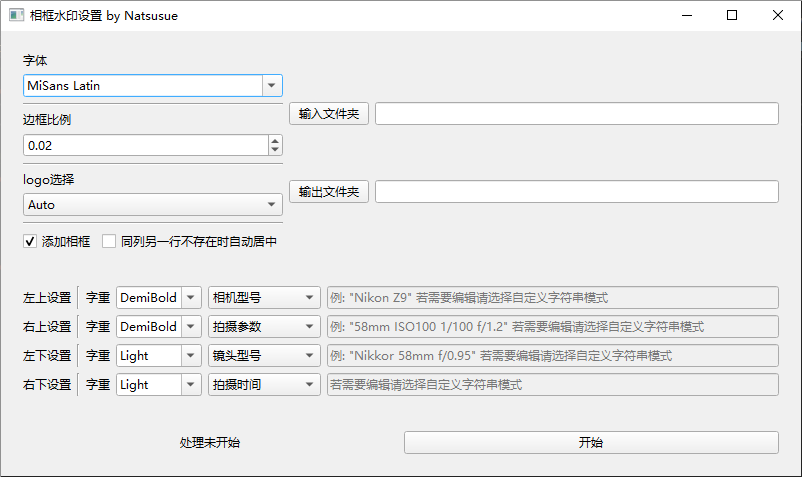 相框水印设置 by Natsusue
字体
MiSans Latin
边框比例
0.02
logo选择
Auto
添加相框 同列另一行不存在时自动居中
输入文件夹
输出文件夹
左上设置 字重 DemiBold 相机型号 例: "Nikon Z9" 若需要编辑请选择自定义字符串模式
右上设置 字重 DemiBold 拍摄参数 例: "58mm ISO100 1/100 f/1.2" 若需要编辑请选择自定义字符串模式
左下设置 字重 Light 镜头型号 例: "Nikkor 58mm f/0.95" 若需要编辑请选择自定义字符串模式
右下设置 字重 Light 拍摄时间 若需要编辑请选择自定义字符串模式
处理未开始 开始